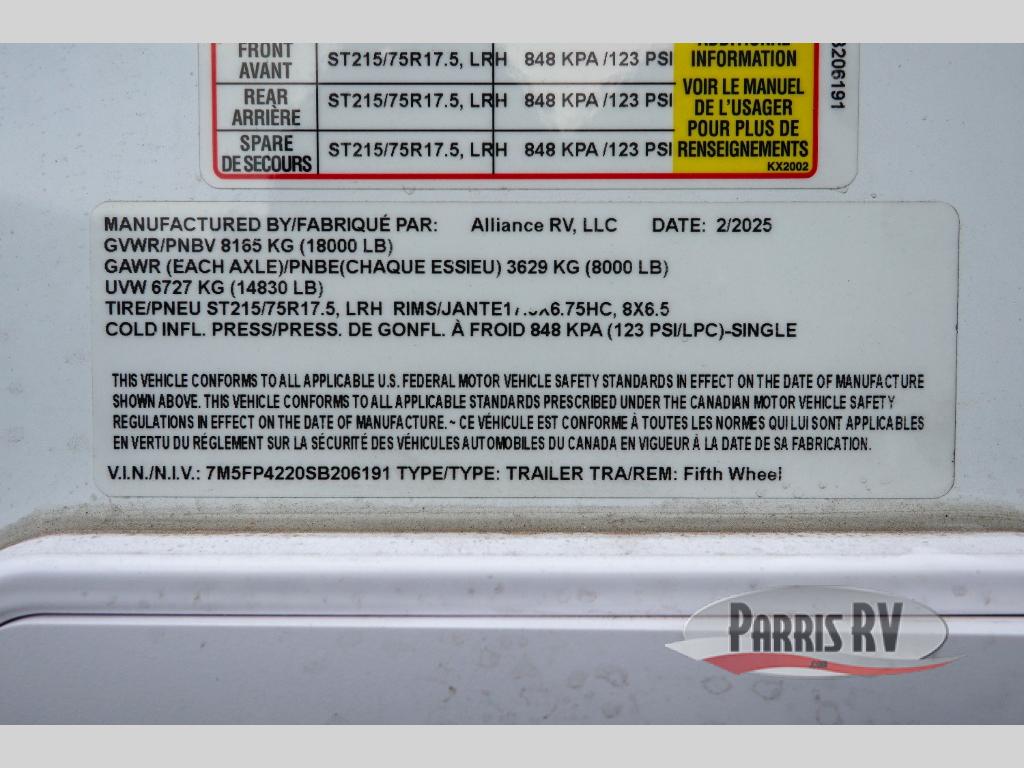 FRONT
AVANT
ST215/75R17.5, LRH 848 KPA /123 PSI
REAR
ARRIÈRE
ST215/75R17.5, LRH 848 KPA /123 PSI
SPARE
DE SECOURS
ST215/75R17.5, LRH 848 KPA /123 PSI
ADDITIONAL
INFORMATION
VOIR LE MANUEL
DE L'USAGER
POUR PLUS DE
RENSEIGNEMENTS
KX2002
206191
MANUFACTURED BY/FABRIQUÉ PAR: Alliance RV, LLC DATE: 2/2025
GVWR/PNBV 8165 KG (18000 LB)
GAWR (EACH AXLE)/PNBE(CHAQUE ESSIEU) 3629 KG (8000 LB)
UVW 6727 KG (14830 LB)
TIRE/PNEU ST215/75R17.5, LRH RIMS/JANTE 6.75HC, 8X6.5
COLD INFL. PRESS/PRESS. DE GONFL. À FROID 848 KPA (123 PSI/LPC)-SINGLE
THIS VEHICLE CONFORMS TO ALL APPLICABLE U.S. FEDERAL MOTOR VEHICLE SAFETY STANDARDS IN EFFECT ON THE DATE OF MANUFACTURE
SHOWN ABOVE. THIS VEHICLE CONFORMS TO ALL APPLICABLE STANDARDS PRESCRIBED UNDER THE CANADIAN MOTOR VEHICLE SAFETY
REGULATIONS IN EFFECT ON THE DATE OF MANUFACTURE. ~ CE VÉHICULE EST CONFORME À TOUTES LES NORMES QUI LUI SONT APPLICABLES
EN VERTU DU RÉGLEMENT SUR LA SÉCURITÉ DES VÉHICULES AUTOMOBILES DU CANADA EN VIGUEUR À LA DATE DE SA FABRICATION.
V.I.N./N.I.V.: 7M5FP4220SB206191 TYPE/TYPE: TRAILER TRA/REM: Fifth Wheel
PARRIS RV
.com